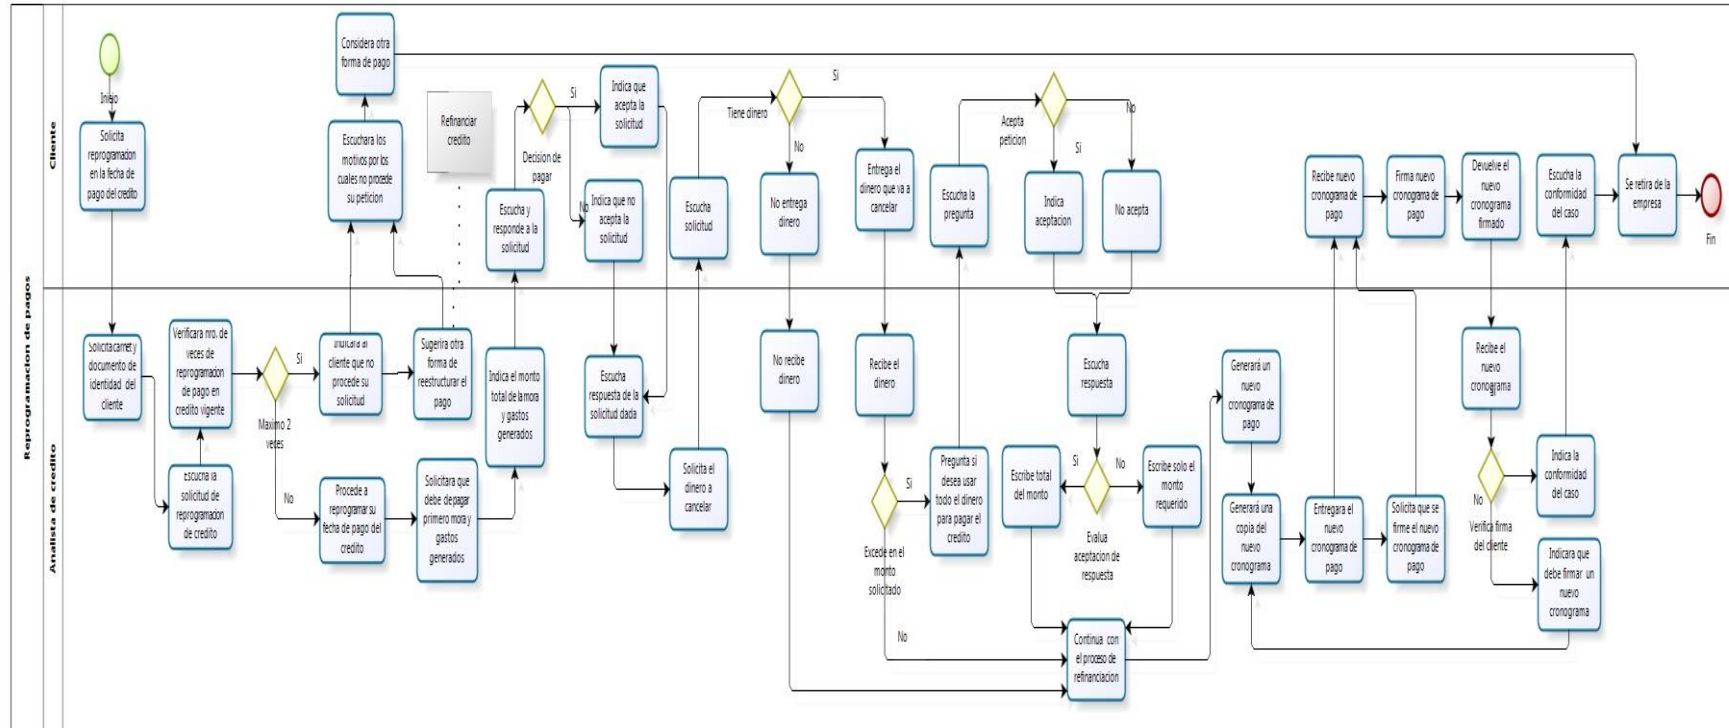 Reprogramacion de pagos
Cliente
Analista de credito
Inicio
Solicita
reprogramacion
en la fecha de
pago del credito
Considera otra
forma de pago
Escuchara los
motivos por los
cuales no procede
su peticion
Refinanciar
credito
Escucha y
responde a la
solicitud
Decision de
pagar
Si
No
Indica que
acepta la
solicitud
Indica que no
acepta la
solicitud
Escucha
solicitud
Tiene dinero
Si
No
No entrega
dinero
Entrega el
dinero que va a
cancelar
Escucha la
pregunta
Acepta
peticion
Si
No
Indica
aceptacion
No acepta
Recibe nuevo
cronograma de
pago
Firma nuevo
cronograma de
pago
Devuelve el
nuevo
cronograma
firmado
Escucha la
conformidad
del caso
Se retira de la
empresa
Fin
Solicita carnet y
documento de
identidad del
cliente
Verificara nro. de
veces de
reprogramacion
de pago en
credito vigente
Escucha la
solicitud de
reprogramacion
de credito
Maximo 2
veces
Si
No
Indicara al
cliente que no
procede su
solicitud
Sugerira otra
forma de
reestructurar el
pago
Procede a
reprogramar su
fecha de pago del
credito
Solicitara que
debe de pagar
primero mora y
gastos
generados
Indica el monto
total de la mora
y gastos
generados
Escucha
respuesta de la
solicitud dada
Solicita el
dinero a
cancelar
No recibe
dinero
Recibe el
dinero
Excede en el
monto
solicitado
Si
No
Pregunta si
desea usar
todo el dinero
para pagar el
credito
Escucha
respuesta
Escribe total
del monto
Si
No
Evalua
aceptacion de
respuesta
Escribe solo el
monto
requerido
Continua con
el proceso de
refinanciacion
Generará un
nuevo
cronograma de
pago
Generará una
copia del
nuevo
cronograma
Entregara el
nuevo
cronograma de
pago
Solicita que se
firme el nuevo
cronograma de
pago
Recibe el
nuevo
cronograma
No
Verifica firma
del cliente
Indica la
conformidad
del caso
Indicara que
debe firmar un
nuevo
cronograma